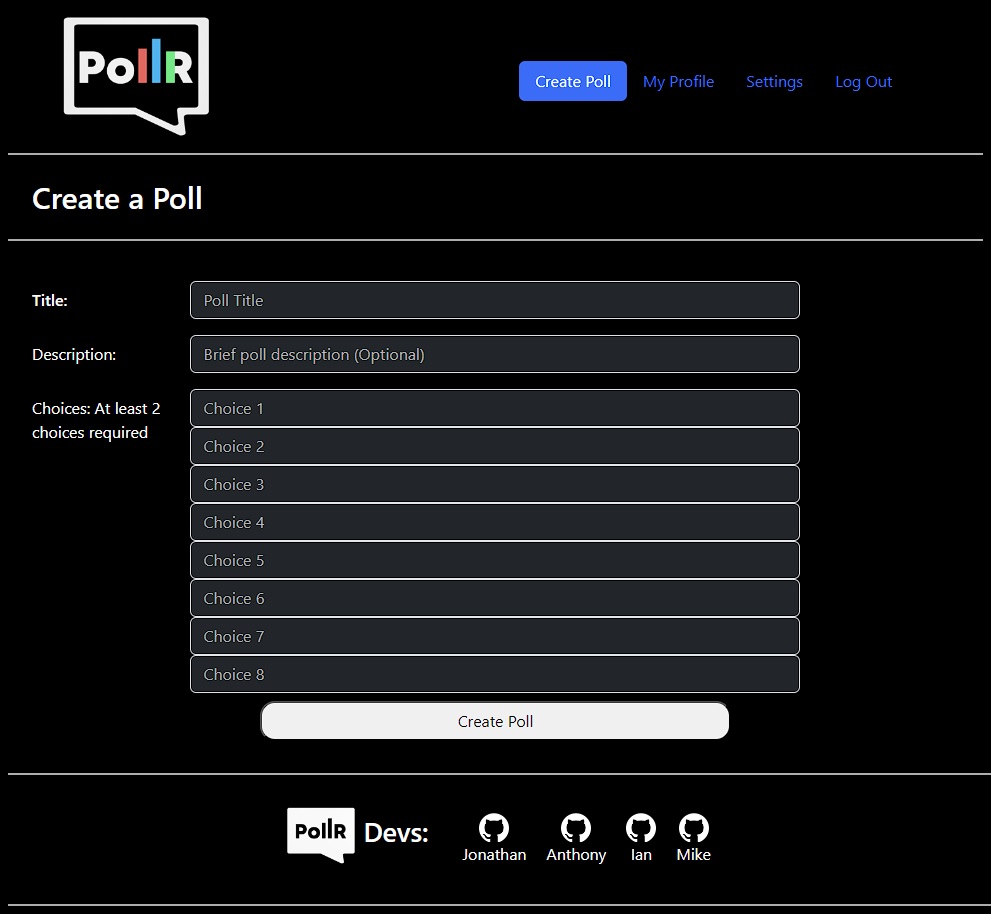 PollR
Create Poll My Profile Settings Log Out
Create a Poll
Title: Poll Title
Description: Brief poll description (Optional)
Choices: At least 2
choices required
Choice 1
Choice 2
Choice 3
Choice 4
Choice 5
Choice 6
Choice 7
Choice 8
Create Poll
PollR Devs:
Jonathan Anthony Ian Mike